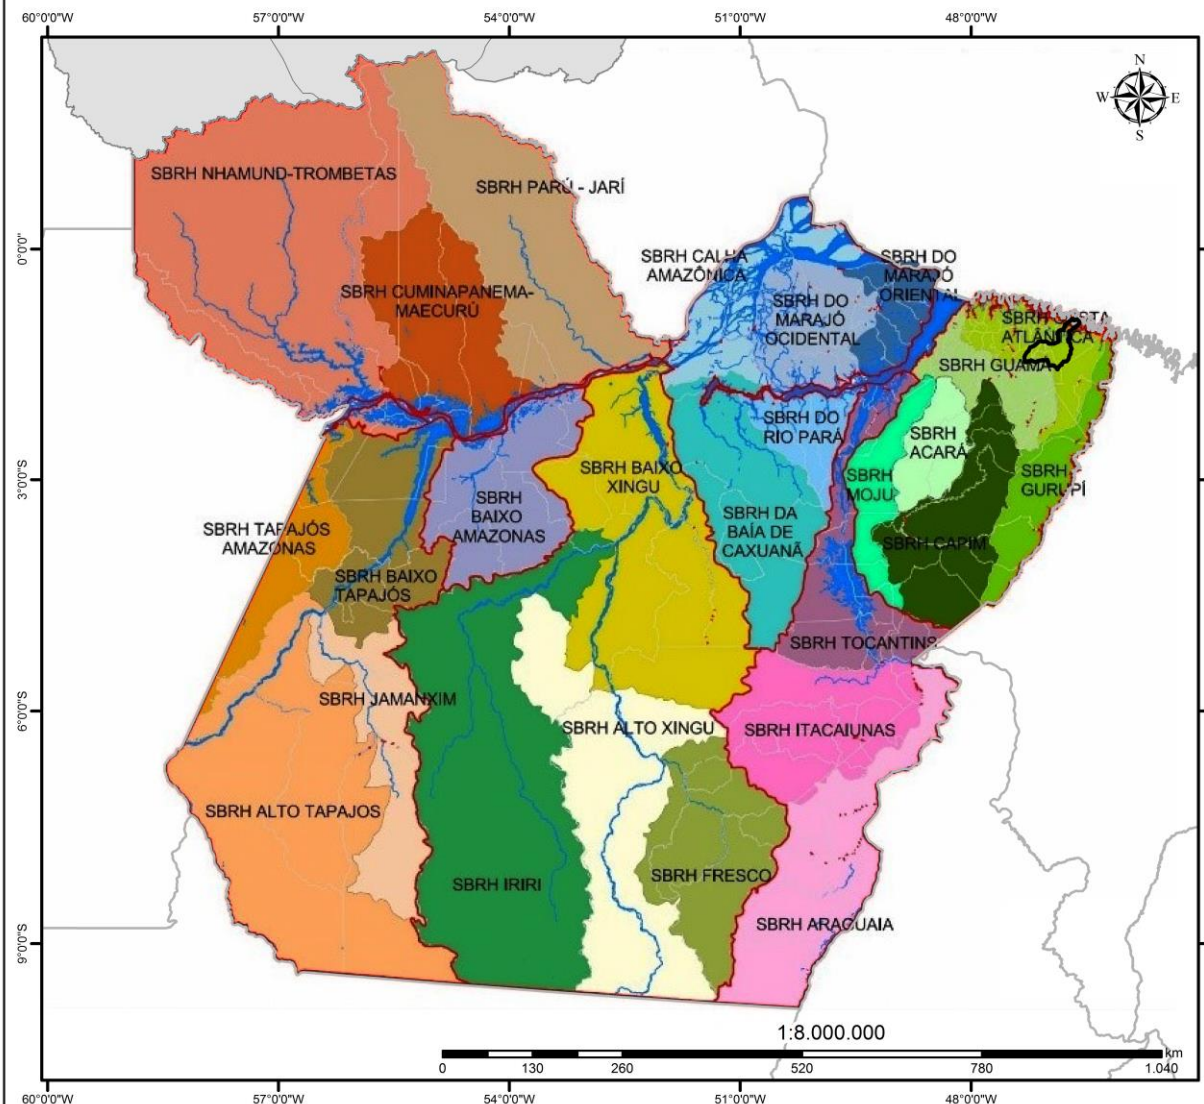 60°0'0"W 57°0'0"W 54°0'0"W 51°0'0"W 48°0'0"W
N
W E
S
SBRH NHAMUND-TROMBETAS
SBRH PARÚ - JARÍ
0°0'0"
SBRH CALHA
AMAZÔNICA
SBRH DO
MARAJÓ
ORIENTAL
SBRH CUMINAPANEMA-
MAECURÚ
SBRH DO
MARAJÓ
OCIDENTAL
SBRH COSTA
ATLÂNTICA
SBRH GUAMÁ
SBRH DO
RIO PARÁ
SBRH
ACARÁ
SBRH BAIXO
XINGU
SBRH
MOJU
SBRH
GURUPÍ
3°0'0"S
SBRH
BAIXO
AMAZONAS
SBRH DA
BAÍA DE
CAXUANÃ
SBRH TAPAJÓS
AMAZONAS
SBRH CAPIM
SBRH BAIXO
TAPAJÓS
SBRH TOCANTINS
6°0'0"S
SBRH JAMANXIM
SBRH ALTO XINGU
SBRH ITACAIUNAS
SBRH ALTO TAPAJOS
SBRH IRIRI
SBRH FRESCO
SBRH ARAGUAIA
9°0'0"S
1:8.000.000
km
0 130 260 520 780 1.040
60°0'0"W 57°0'0"W 54°0'0"W 51°0'0"W 48°0'0"W